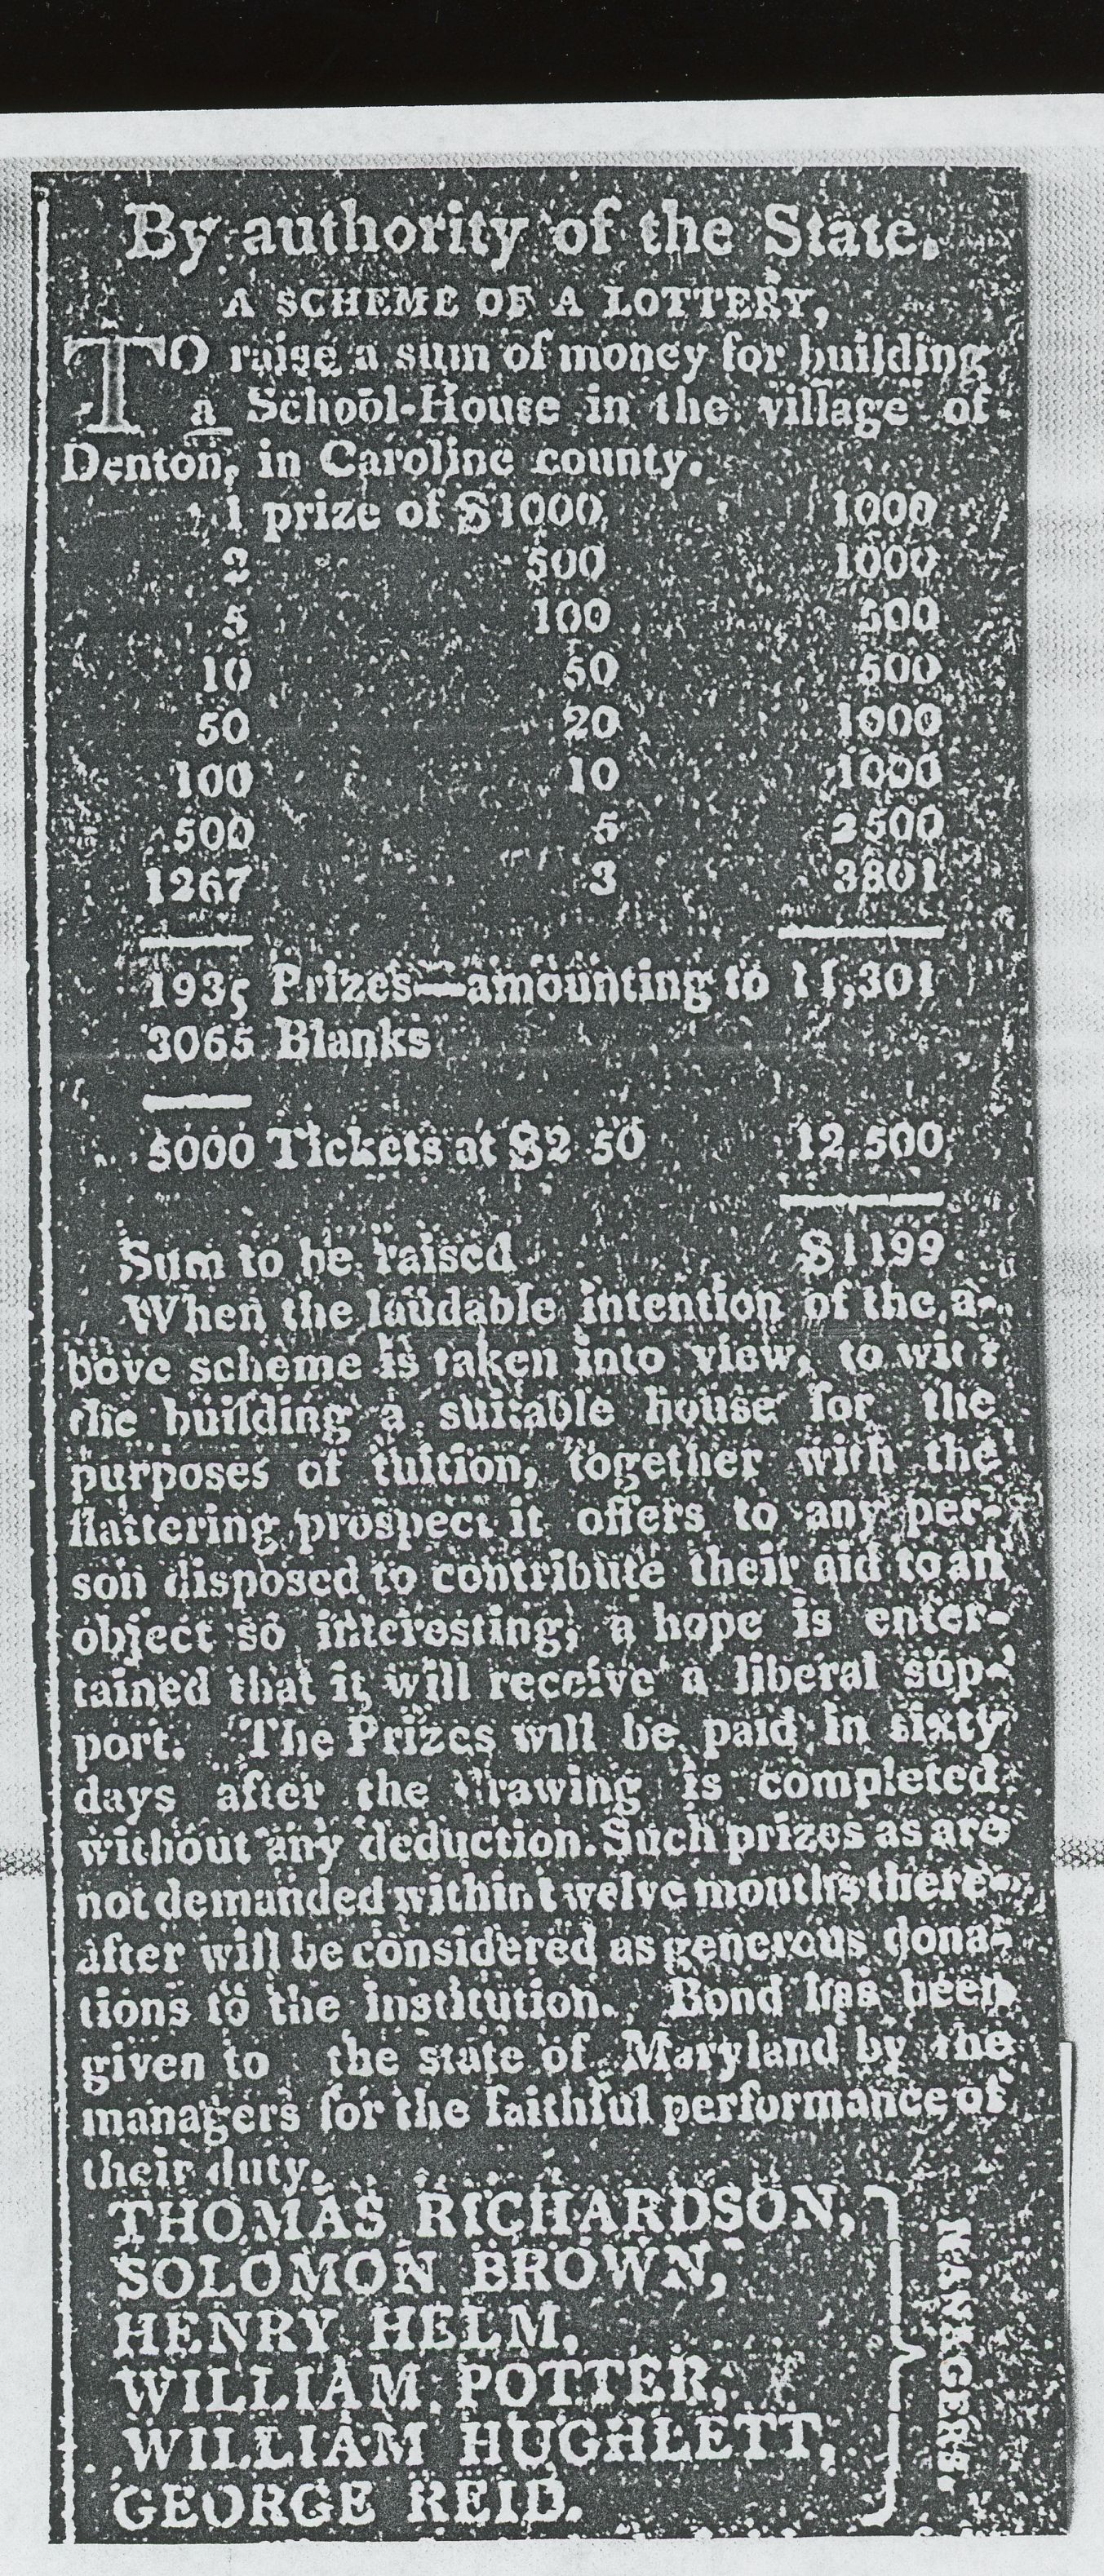 By authority of the State.
A SCHEME OF A LOTTERY,
TO raise a sum of money for building
a School-House in the village of
Denton, in Caroline county.
1 prize of $1000 1000
2 500 1000
5 100 500
10 50 500
50 20 1000
100 10 1000
500 5 2500
1267 3 3801
1935 Prizes—amounting to 11,301
3065 Blanks
5000 Tickets at $2 50 12.500
Sum to be raised $1199
When the laudable intention of the a-
bove scheme is taken into view, to wit:
the building a suitable house for the
purposes of tuition, together with the
flattering prospect it offers to any per-
son disposed to contribute their aid to an
object so interesting, a hope is enter-
tained that it will receive a liberal sup-
port. The Prizes will be paid in sixty
days after the drawing is completed
without any deduction. Such prizes as are
not demanded within twelve months there-
after will be considered as generous dona-
tions to the institution. Bond has been
given to the state of Maryland by the
managers for the faithful performance of
their duty.
THOMAS RICHARDSON,
SOLOMON BROWN,
HENRY HELM,
WILLIAM POTTER,
WILLIAM HUGHLETT,
GEORGE REID.
MANAGERS.